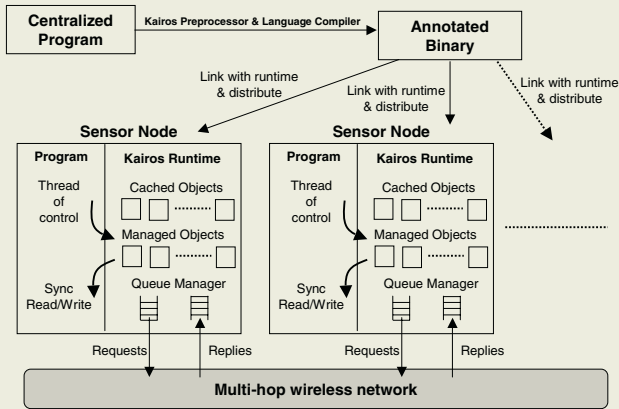 Centralized
Program
Kairos Preprocessor & Language Compiler
Annotated
Binary
Link with runtime
& distribute
Link with runtime
& distribute
Link with runtime
& distribute
Sensor Node
Program
Kairos Runtime
Thread
of
control
Cached Objects
Managed Objects
Sync
Read/Write
Queue Manager
Requests
Replies
Sensor Node
Program
Kairos Runtime
Thread
of
control
Cached Objects
Managed Objects
Sync
Read/Write
Queue Manager
Requests
Replies
Multi-hop wireless network